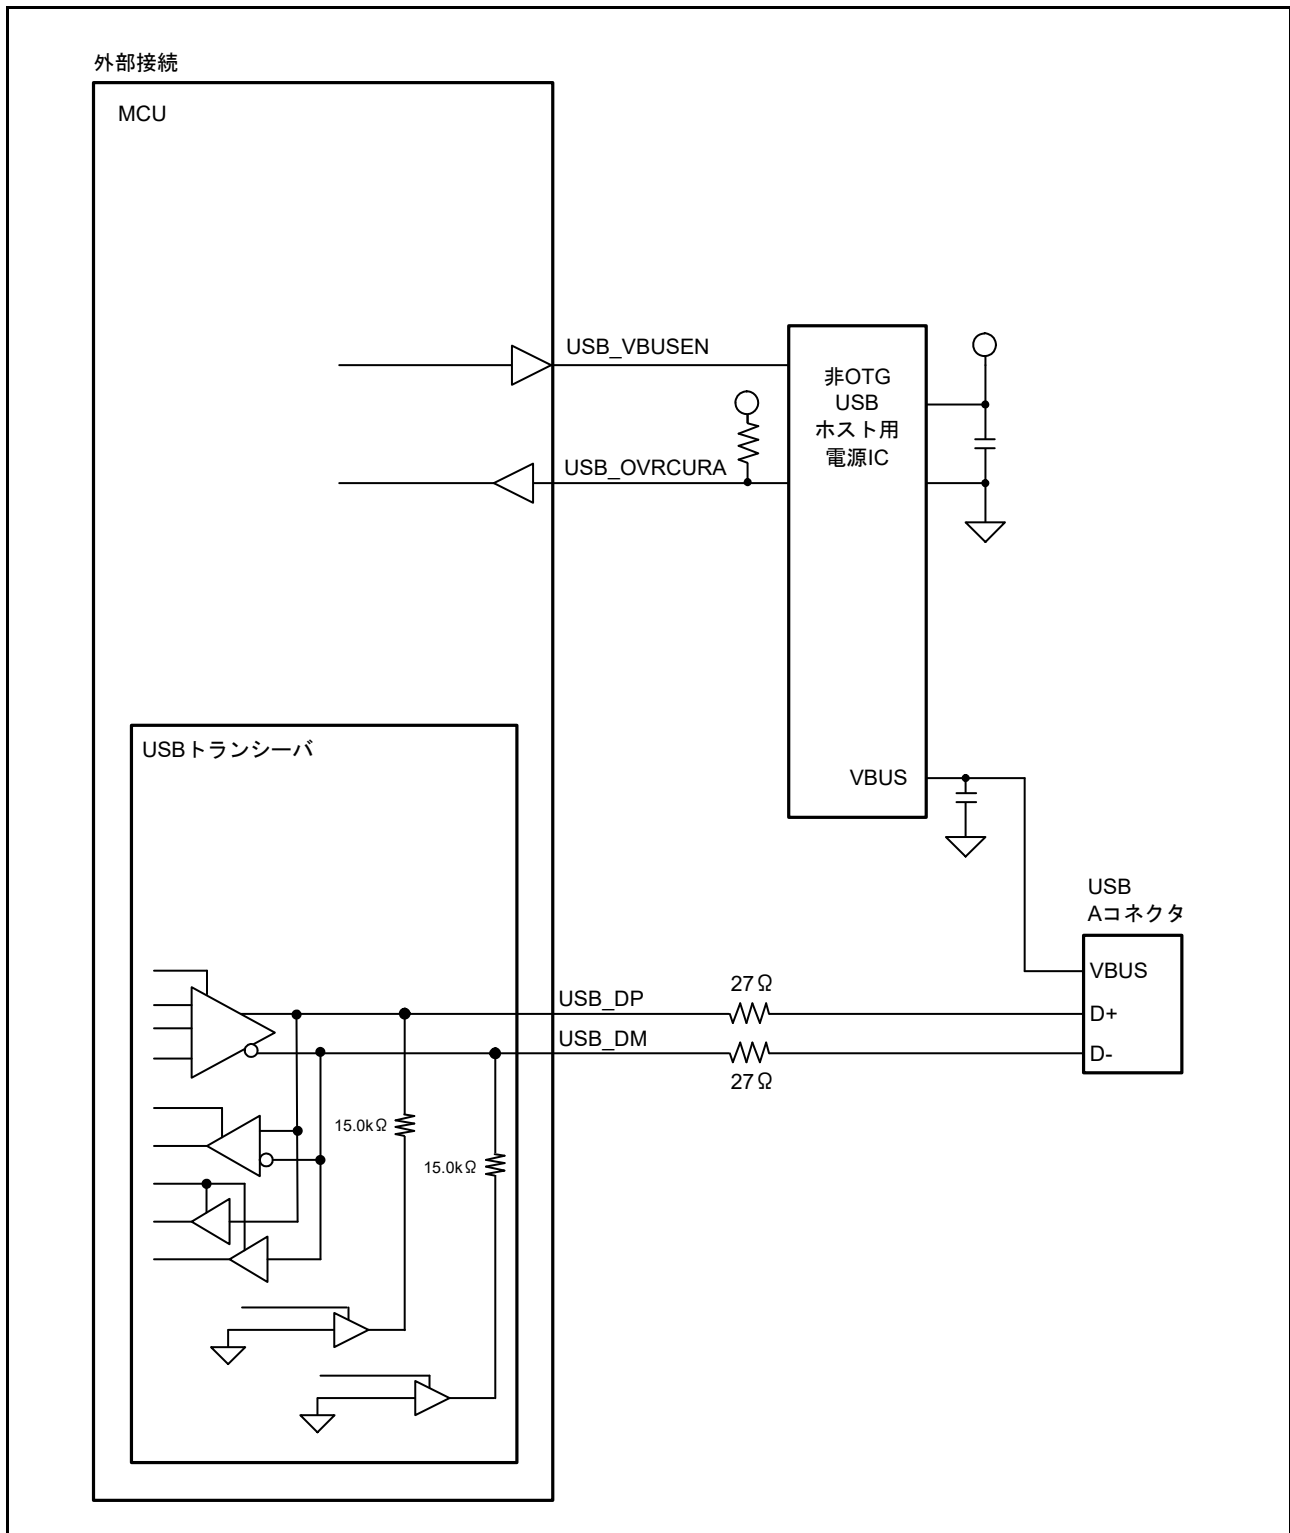 外部接続
MCU
USB_VBUSEN
非OTG
USB
ホスト用
電源IC
USB_OVRCURA
USBトランシーバ
VBUS
USB
Aコネクタ
VBUS
27Ω
USB_DP
D+
USB_DM
D-
27Ω
15.0kΩ
15.0kΩ